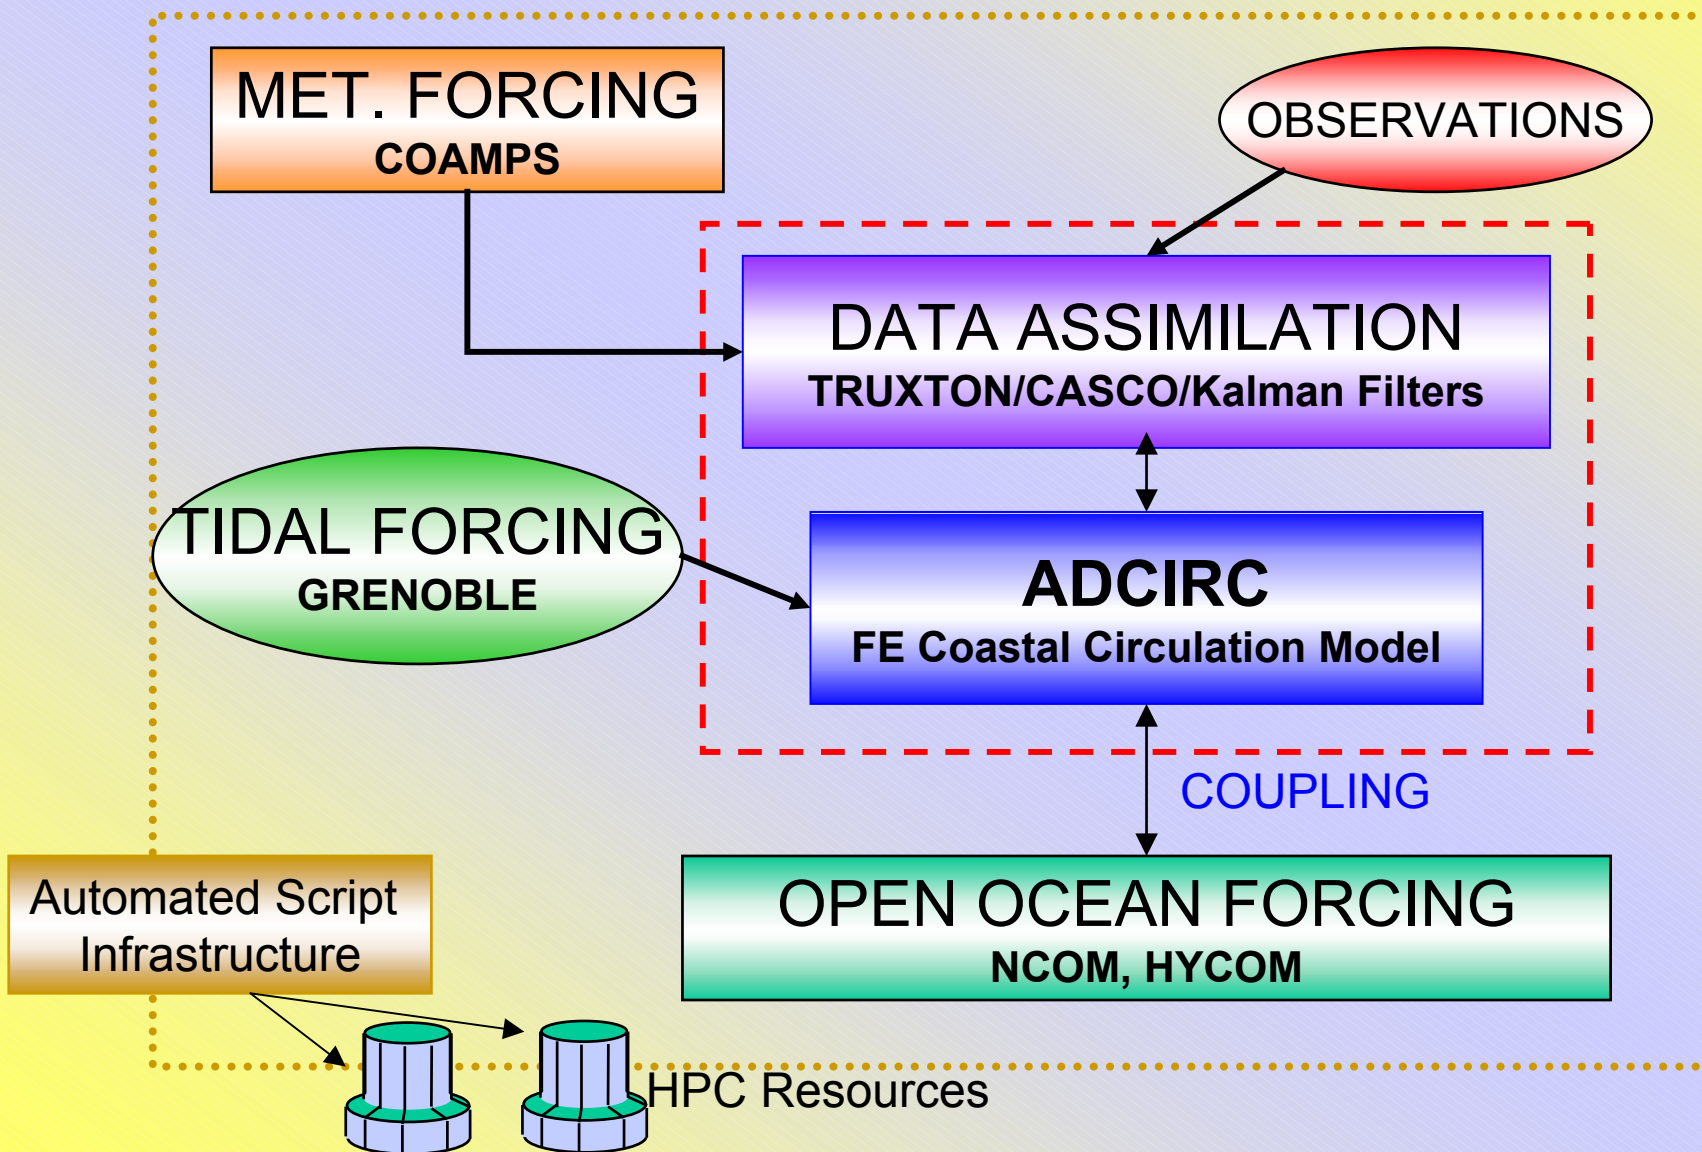 MET. FORCING
COAMPS
OBSERVATIONS
DATA ASSIMILATION
TRUXTON/CASCO/Kalman Filters
TIDAL FORCING
GRENOBLE
ADCIRC
FE Coastal Circulation Model
COUPLING
Automated Script
Infrastructure
OPEN OCEAN FORCING
NCOM, HYCOM
HPC Resources